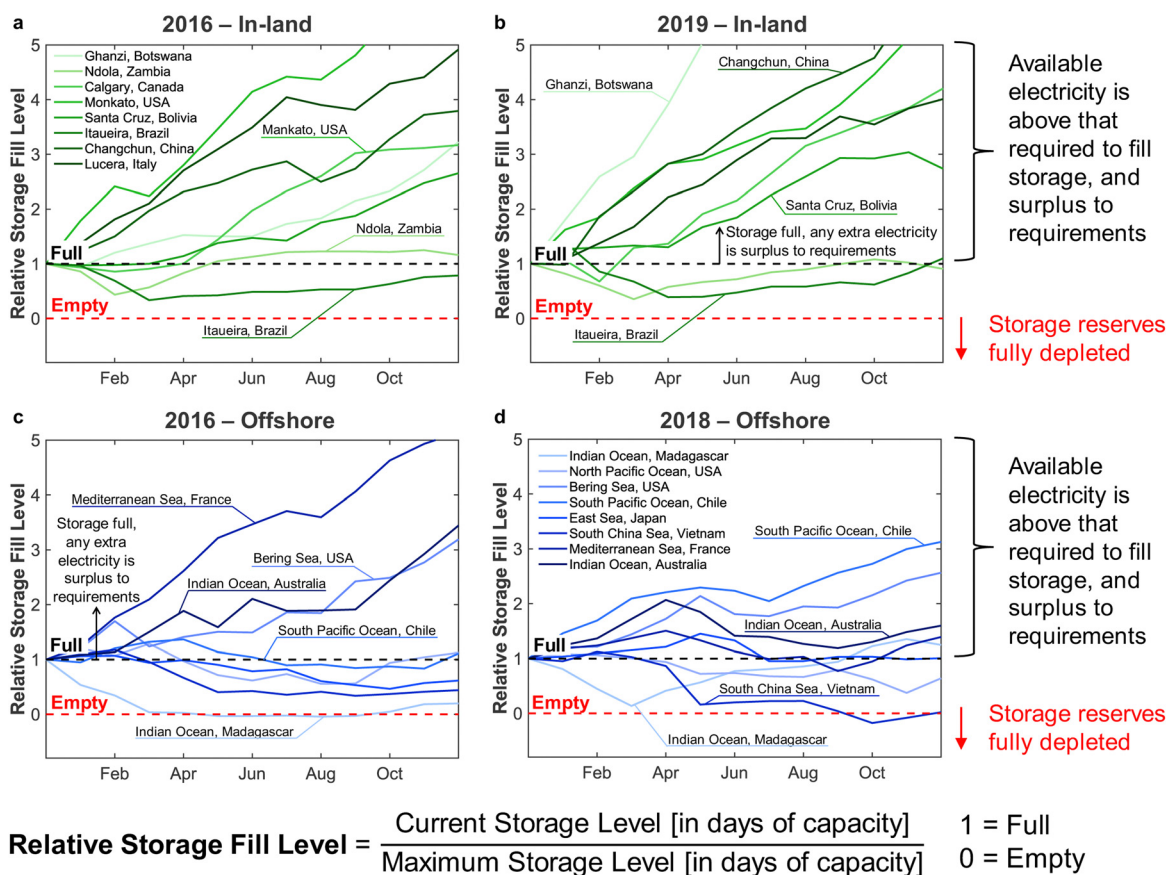 a
2016 – In-land
Relative Storage Fill Level
5
4
3
2
1
0
Ghanzi, Botswana
Ndola, Zambia
Calgary, Canada
Monkato, USA
Santa Cruz, Bolivia
Itaueira, Brazil
Changchun, China
Lucera, Italy
Mankato, USA
Ndola, Zambia
Full
Empty
Itaueira, Brazil
Feb
Apr
Jun
Aug
Oct
b
2019 – In-land
Relative Storage Fill Level
5
4
3
2
1
0
Changchun, China
Ghanzi, Botswana
Santa Cruz, Bolivia
Storage full, any extra electricity
is surplus to requirements
Full
Empty
Itaueira, Brazil
Feb
Apr
Jun
Aug
Oct
Available
electricity is
above that
required to fill
storage, and
surplus to
requirements
Storage reserves
fully depleted
c
2016 – Offshore
Relative Storage Fill Level
5
4
3
2
1
0
Mediterranean Sea, France
Storage full,
any extra
electricity is
surplus to
requirements
Bering Sea, USA
Indian Ocean, Australia
South Pacific Ocean, Chile
Full
Empty
Indian Ocean, Madagascar
Feb
Apr
Jun
Aug
Oct
d
2018 – Offshore
Relative Storage Fill Level
5
4
3
2
1
0
Indian Ocean, Madagascar
North Pacific Ocean, USA
Bering Sea, USA
South Pacific Ocean, Chile
East Sea, Japan
South China Sea, Vietnam
Mediterranean Sea, France
Indian Ocean, Australia
South Pacific Ocean, Chile
Indian Ocean, Australia
Full
Empty
South China Sea, Vietnam
Indian Ocean, Madagascar
Feb
Apr
Jun
Aug
Oct
Available
electricity is
above that
required to fill
storage, and
surplus to
requirements
Storage reserves
fully depleted
Relative Storage Fill Level =
Current Storage Level [in days of capacity]
Maximum Storage Level [in days of capacity]
1 = Full
0 = Empty